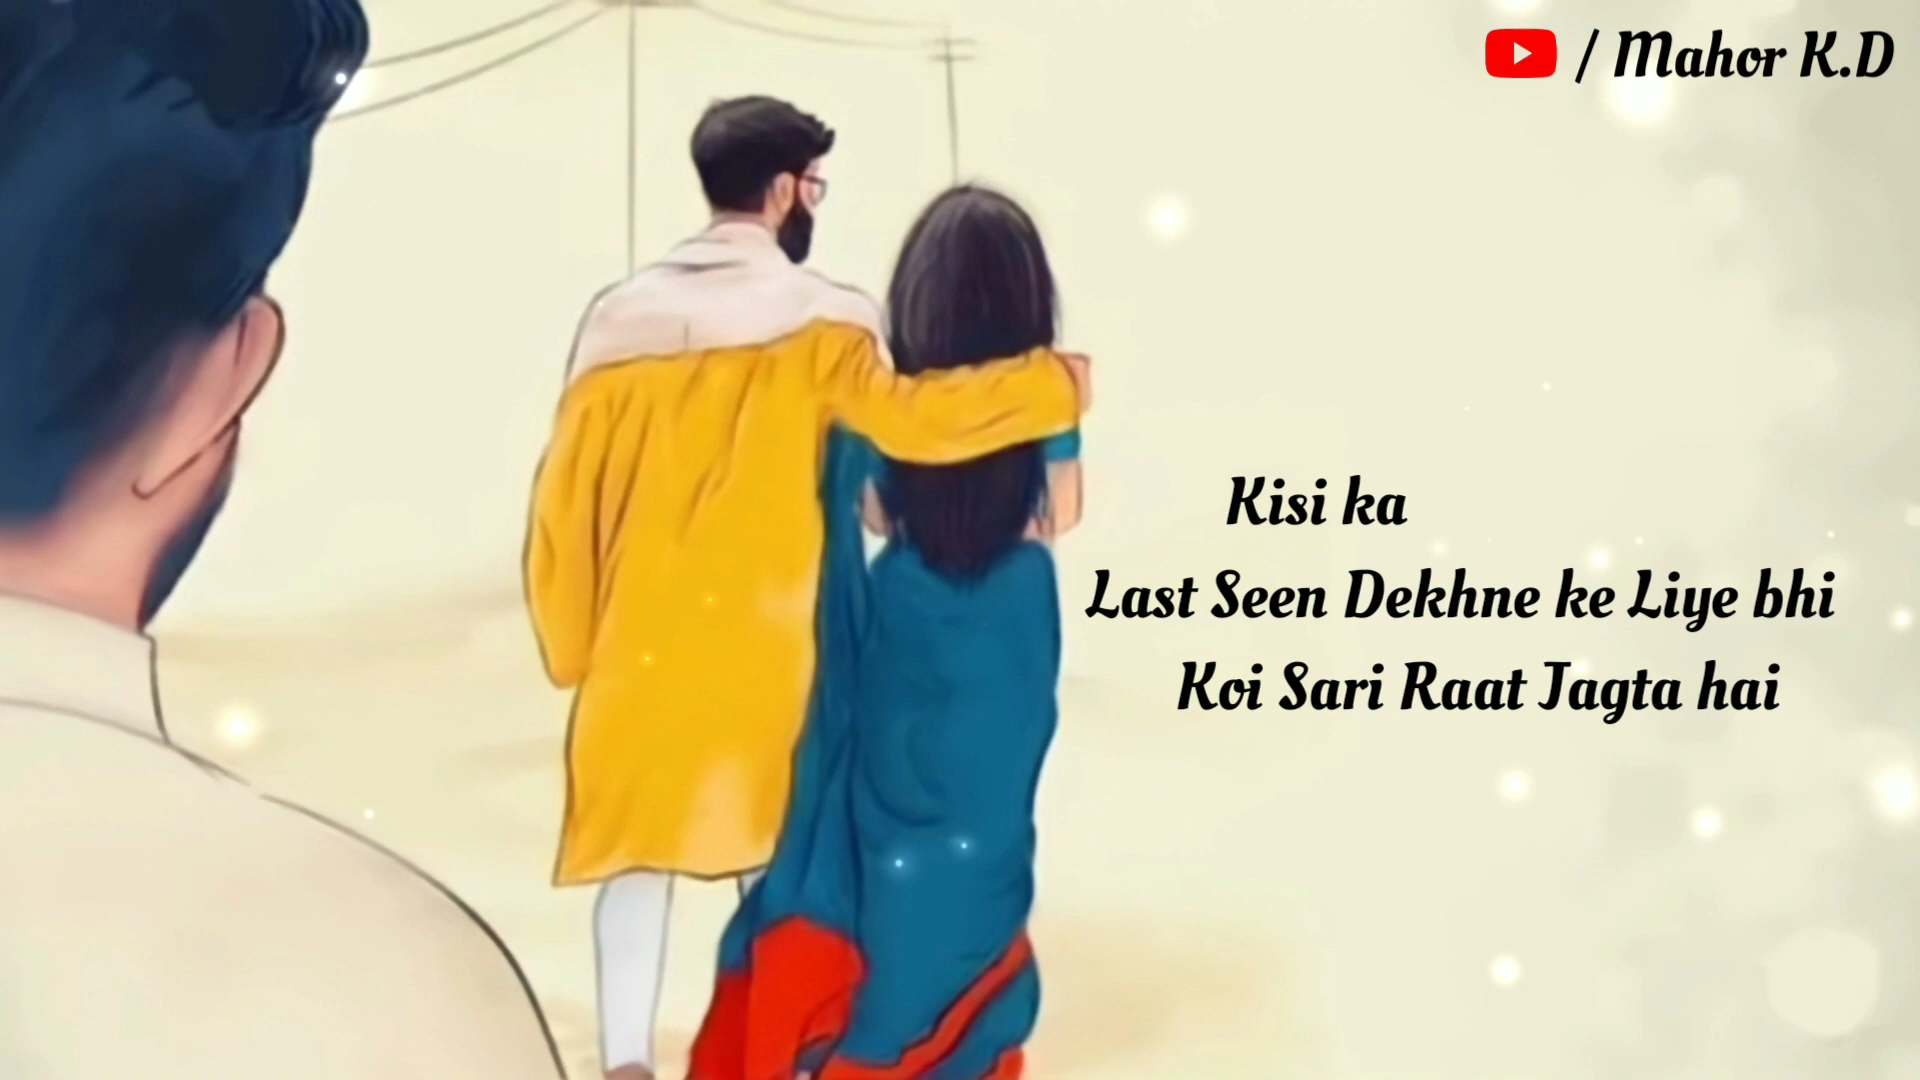 / Mahor K.D
Kisi ka
Last Seen Dekhne ke Liye bhi
Koi Sari Raat Jagta hai